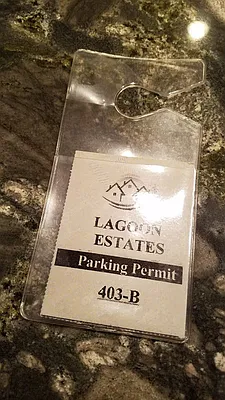 LAGOON
ESTATES
Parking Permit
403-B